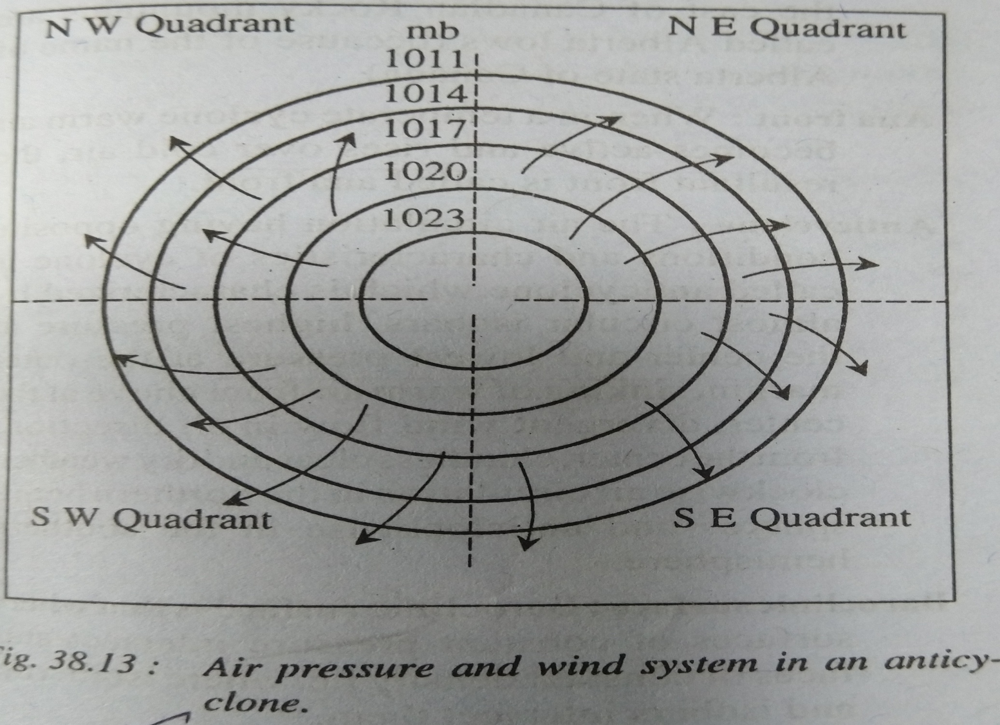 N W Quadrant
mb
N E Quadrant
1011
1014
1017
1020
1023
S W Quadrant
S E Quadrant
ig. 38.13 : Air pressure and wind system in an anticy-
clone.